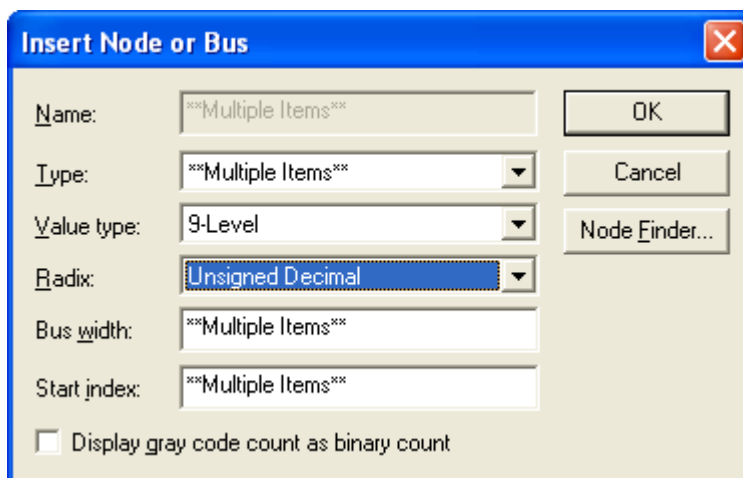 Insert Node or Bus
Name: **Multiple Items** OK
Type: **Multiple Items** Cancel
Value type: 9-Level Node Finder...
Radix: Unsigned Decimal
Bus width: **Multiple Items**
Start index: **Multiple Items**
Display gray code count as binary count